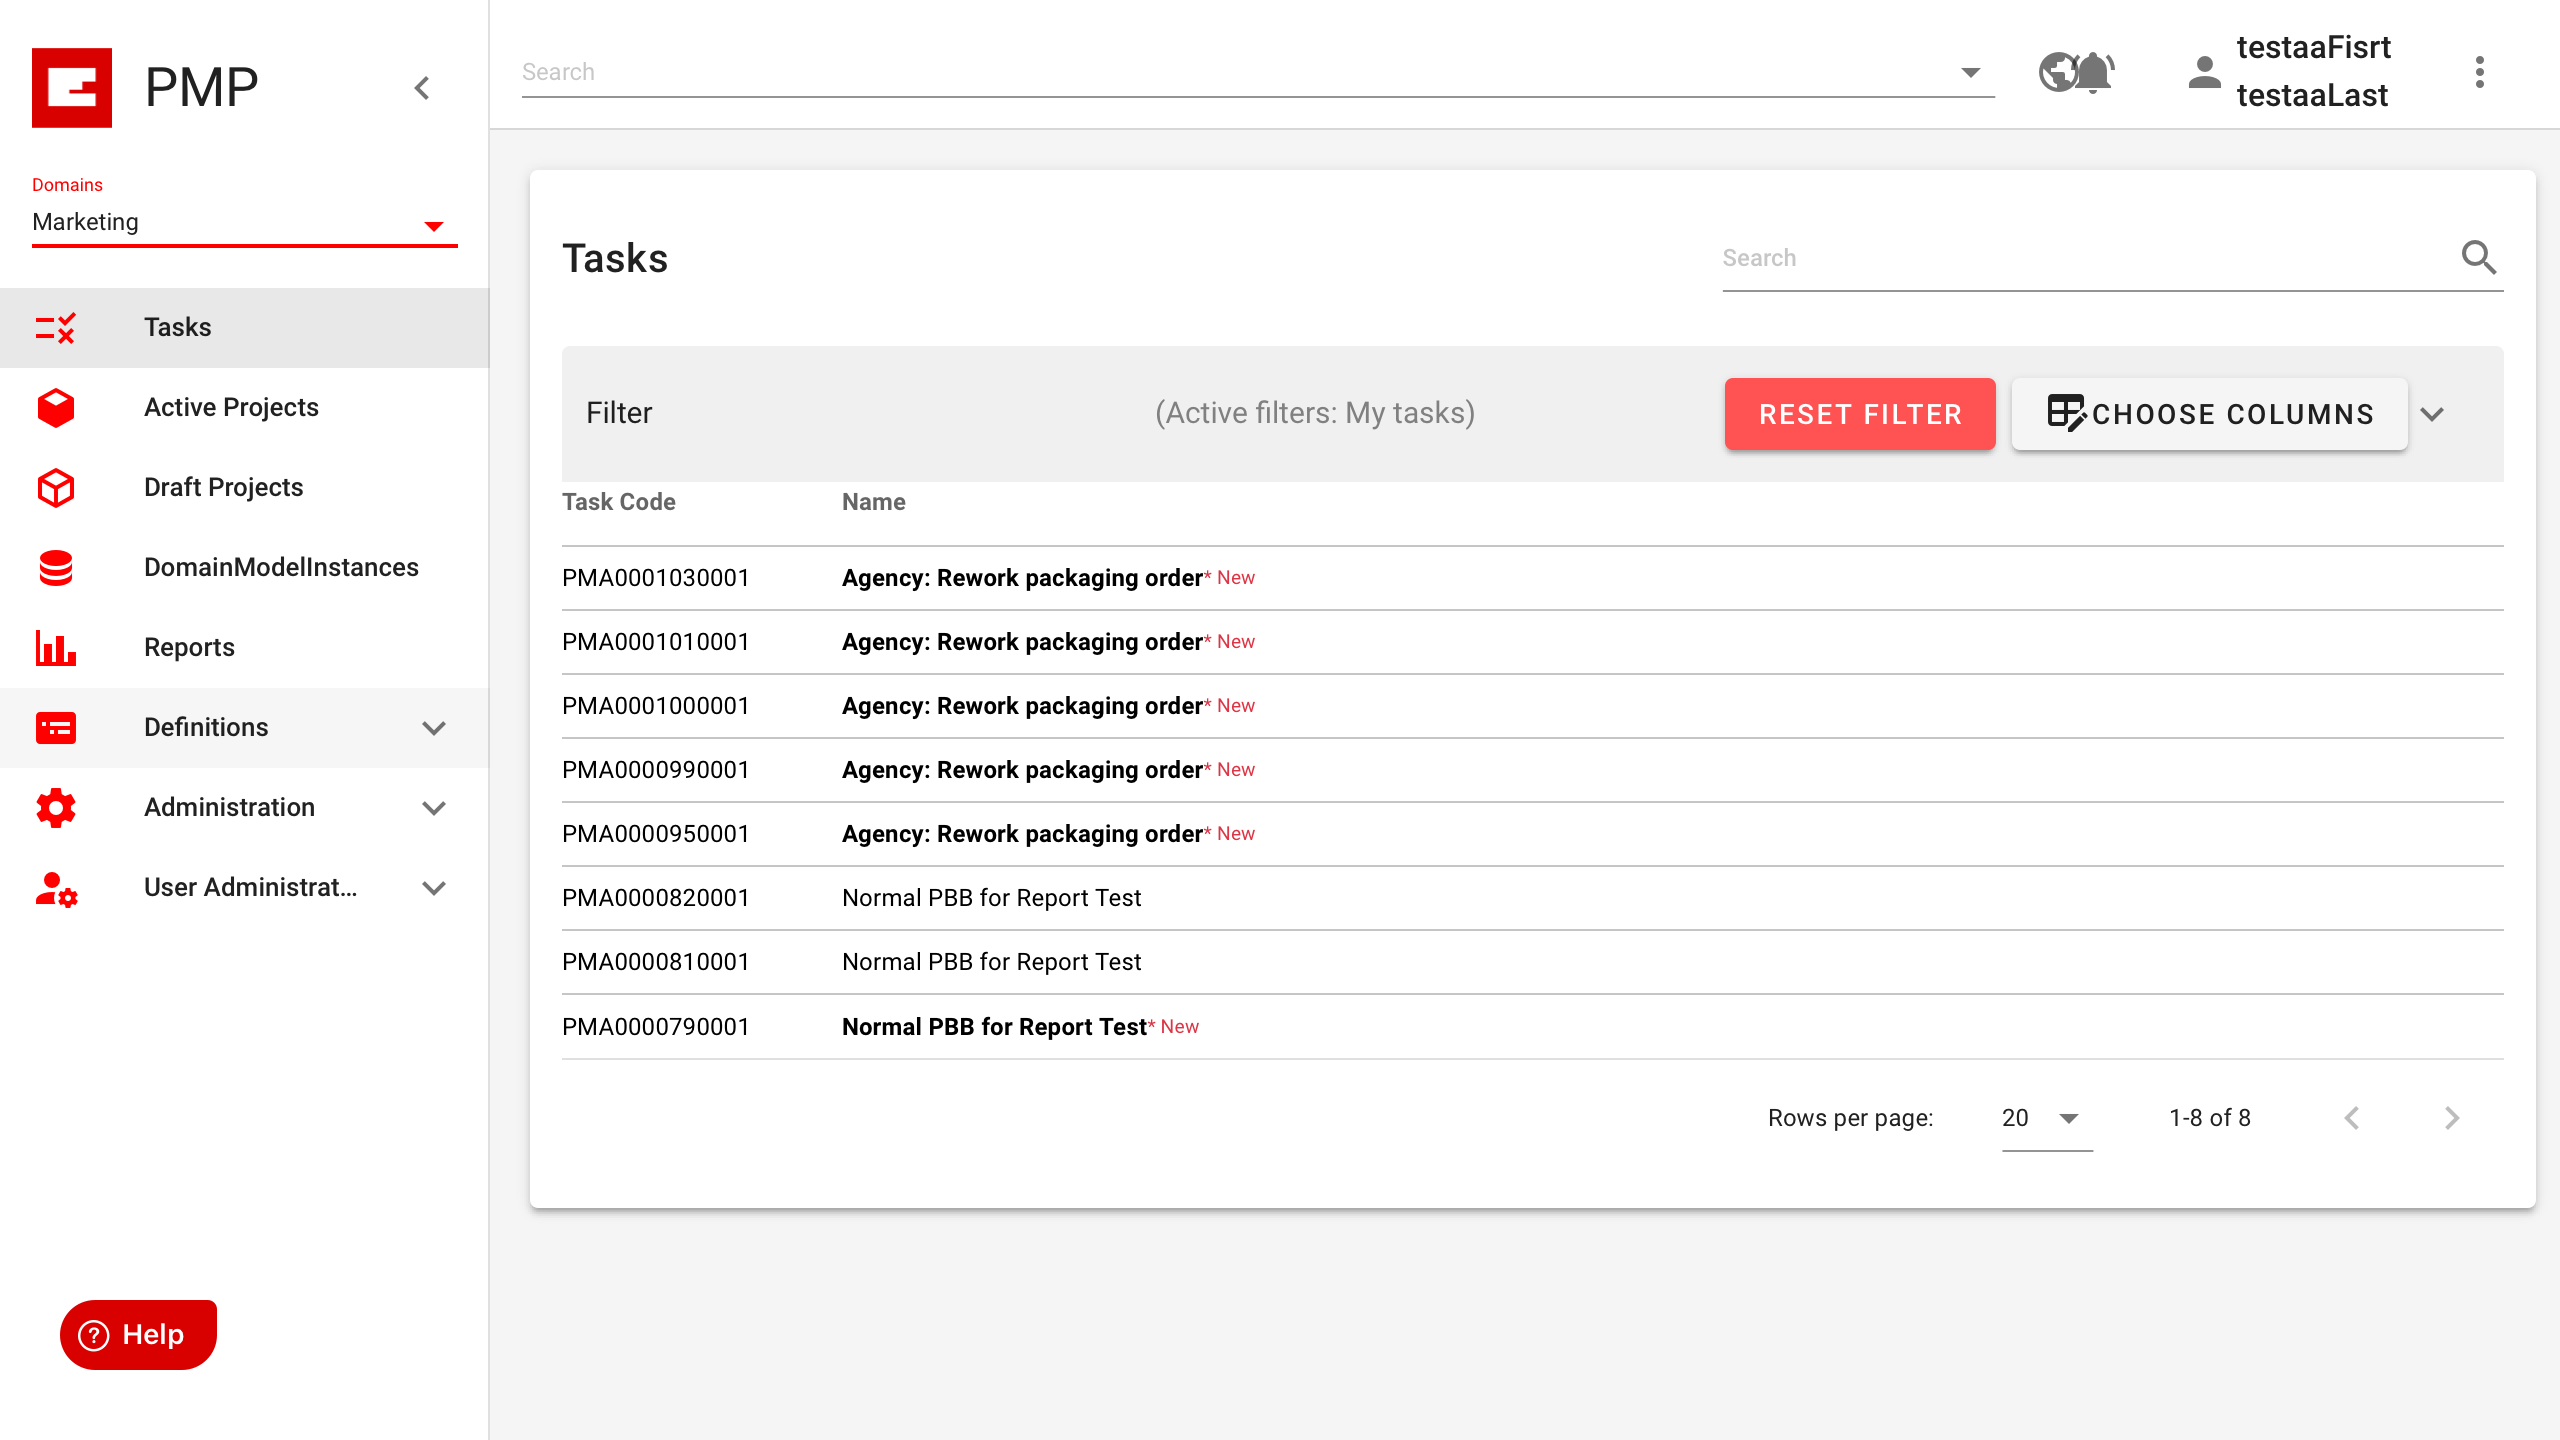 PMP
Domains
Marketing
Tasks
Active Projects
Draft Projects
DomainModelInstances
Reports
Definitions
Administration
User Administrat...
Help
Search
testaaFisrt
testaaLast
Tasks
Search
Filter
(Active filters: My tasks)
RESET FILTER
CHOOSE COLUMNS
Task Code Name
PMA0001030001 Agency: Rework packaging order* New
PMA0001010001 Agency: Rework packaging order* New
PMA0001000001 Agency: Rework packaging order* New
PMA0000990001 Agency: Rework packaging order* New
PMA0000950001 Agency: Rework packaging order* New
PMA0000820001 Normal PBB for Report Test
PMA0000810001 Normal PBB for Report Test
PMA0000790001 Normal PBB for Report Test* New
Rows per page: 20 1-8 of 8